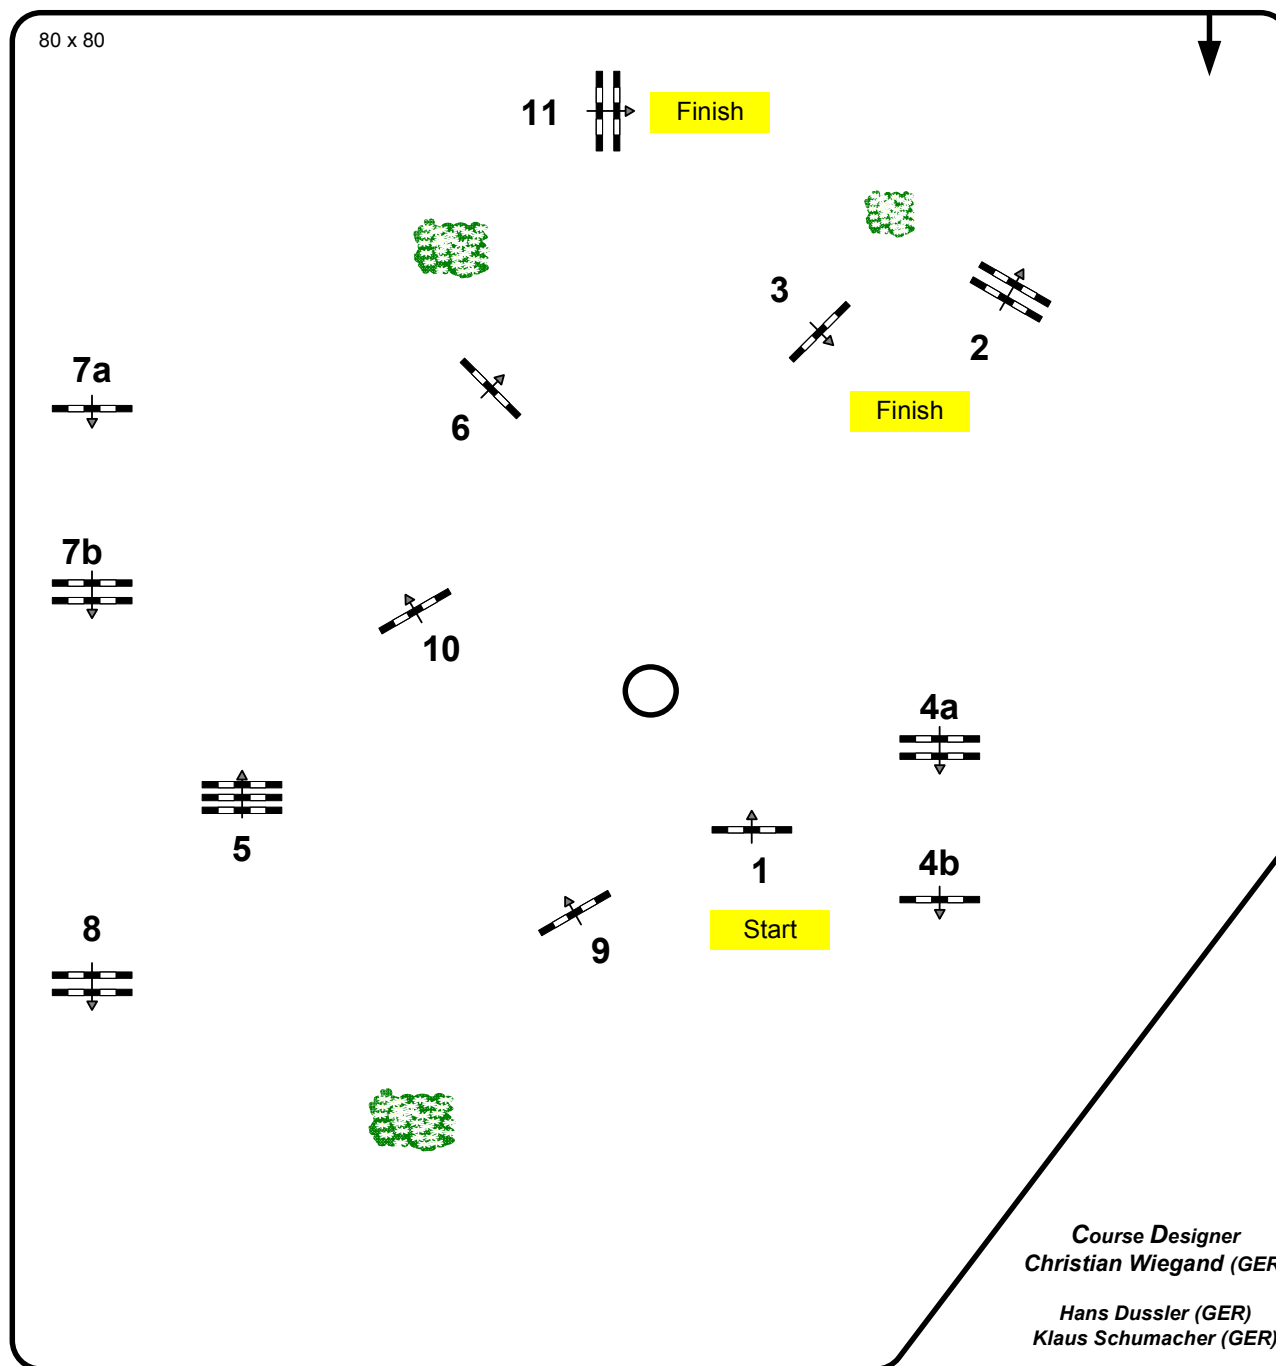 80 x 80
11
Finish
3
2
7a
6
Finish
7b
10
4a
5
1
4b
8
9
Start
Course Designer
Christian Wiegand (GER
Hans Dussler (GER)
Klaus Schumacher (GER)